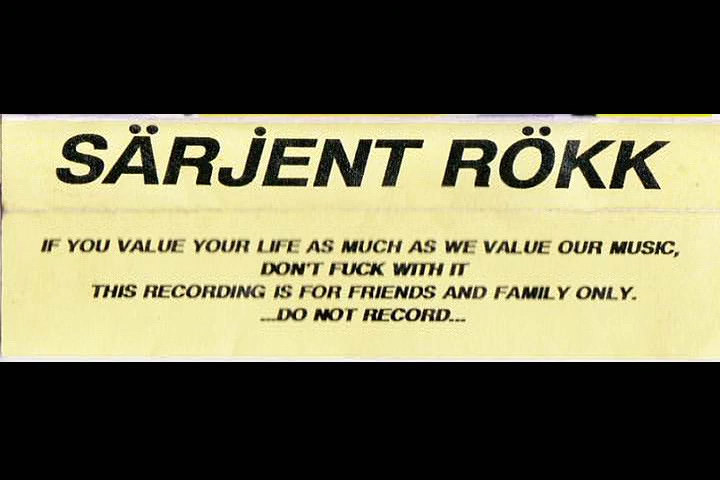 SÄRJENT RÖKK
IF YOU VALUE YOUR LIFE AS MUCH AS WE VALUE OUR MUSIC,
DON'T FUCK WITH IT
THIS RECORDING IS FOR FRIENDS AND FAMILY ONLY.
...DO NOT RECORD...